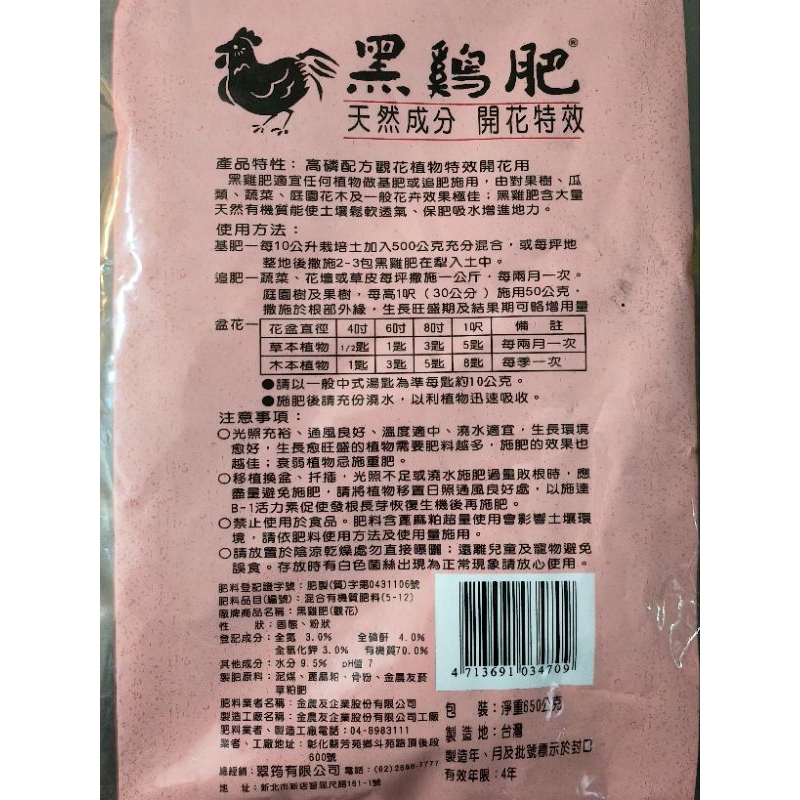 黑鷄肥®
天然成分 開花特效
產品特性：高磷配方觀花植物特效開花用
黑雞肥適宜任何植物做基肥或追肥施用，由對果樹、瓜
類、蔬菜、庭園花木及一般花卉效果極佳；黑雞肥含大量
天然有機質能使土壤鬆軟透氣、保肥吸水增進地力。
使用方法：
基肥－每10公升栽培土加入500公克充分混合，或每坪地
整地後撒施2-3包黑雞肥在犁入土中。
追肥－蔬菜、花壇或草皮每坪撒施一公斤，每兩月一次。
庭園樹及果樹，每高1呎（30公分）施用50公克，
撒施於根部外緣，生長旺盛期及結果期可略增用量
盆花－ 花盆直徑 4吋 6吋 8吋 1呎 備 註
草本植物 1/2匙 1匙 3匙 5匙 每兩月一次
木本植物 1匙 3匙 5匙 8匙 每季一次
●請以一般中式湯匙為準每匙約10公克。
●施肥後請充份澆水，以利植物迅速吸收。
注意事項：
○光照充裕、通風良好、溫度適中、澆水適宜，生長環境
愈好，生長愈旺盛的植物需要肥料越多，施肥的效果也
越佳；衰弱植物忌施重肥。
○移植換盆、扦插，光照不足或澆水施肥過量敗根時，應
盡量避免施肥，請將植物移置日照通風良好處，以施達
B-1活力素促使發根長芽恢復生機後再施肥。
○禁止使用於食品。肥料含蓖麻粕超量使用會影響土壤環
境，請依肥料使用方法及使用量施用。
○請放置於陰涼乾燥處勿直接曝曬；遠離兒童及寵物避免
誤食。存放時有白色菌絲出現為正常現象請放心使用。
肥料登記證字號：肥製(質)字第0431106號
肥料品目(編號)：混合有機質肥料(5-12)
廠牌商品名稱：黑雞肥(觀花)
性 狀：固態、粉狀
登記成分：全氮 3.0% 全磷酐 4.0%
全氧化鉀 3.0% 有機質70.0%
其他成分：水分 9.5% pH值 7
製肥原料：泥煤、蓖麻粕、骨粉、金農友菸
草粕肥
肥料業者名稱：金農友企業股份有限公司
製造工廠名稱：金農友企業股份有限公司工廠
肥料業者、製造工廠電話：04-8983111
業者、工廠地址：彰化縣芳苑鄉斗苑路頂後段
600號
總經銷：翠筠有限公司 電話：(02)2666-7777
地 址：新北市新店區屈尺路161-1號
4 713691 034709
包 裝：淨重650公克
製造地：台灣
製造年、月及批號標示於封口
有效年限：4年